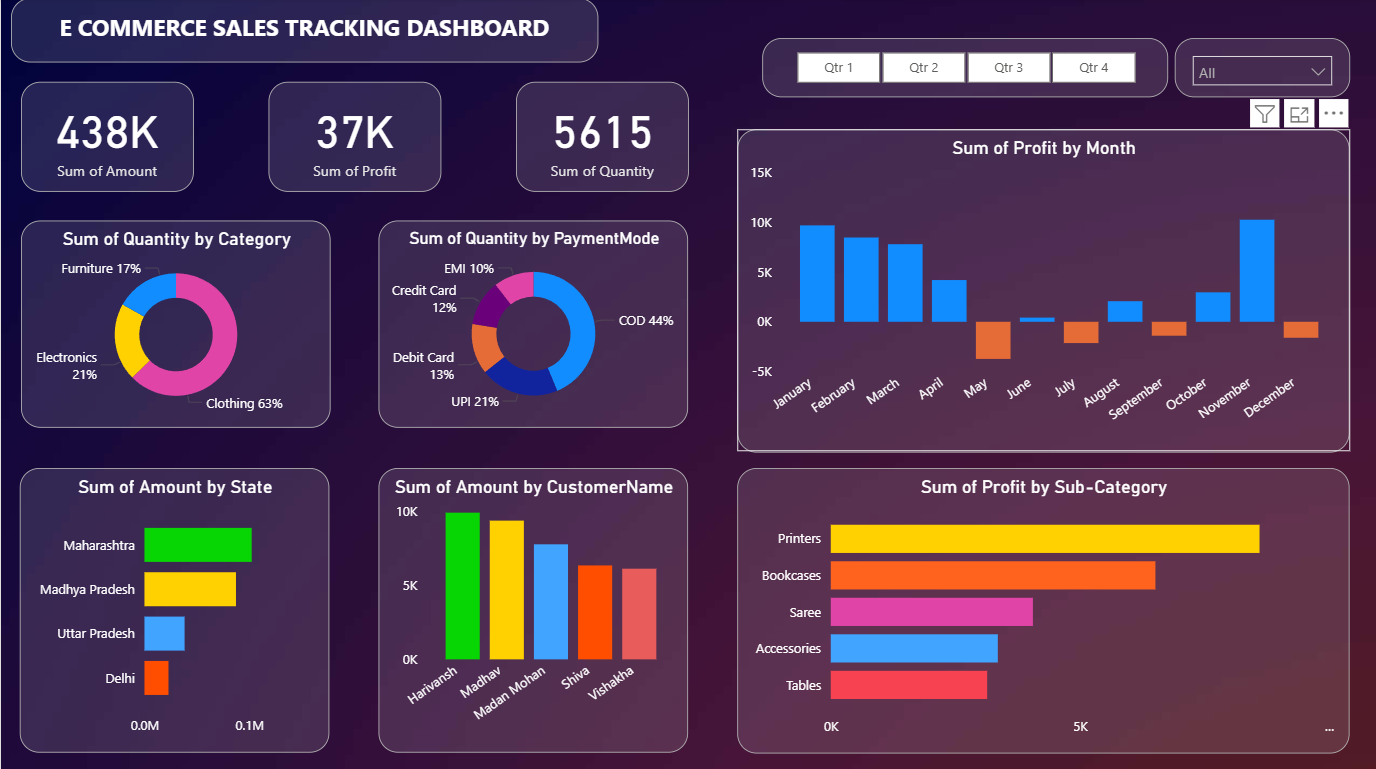 E COMMERCE SALES TRACKING DASHBOARD
Qtr 1
Qtr 2
Qtr 3
Qtr 4
All
438K
Sum of Amount
37K
Sum of Profit
5615
Sum of Quantity
Sum of Profit by Month
15K
10K
5K
0K
-5K
January
February
March
April
May
June
July
August
September
October
November
December
Sum of Quantity by Category
Furniture 17%
Electronics
21%
Clothing 63%
Sum of Quantity by PaymentMode
EMI 10%
Credit Card
12%
COD 44%
Debit Card
13%
UPI 21%
Sum of Amount by State
Maharashtra
Madhya Pradesh
Uttar Pradesh
Delhi
0.0M
0.1M
Sum of Amount by CustomerName
10K
5K
0K
Harivansh
Madhav
Madan Mohan
Shiva
Vishakha
Sum of Profit by Sub-Category
Printers
Bookcases
Saree
Accessories
Tables
0K
5K
...